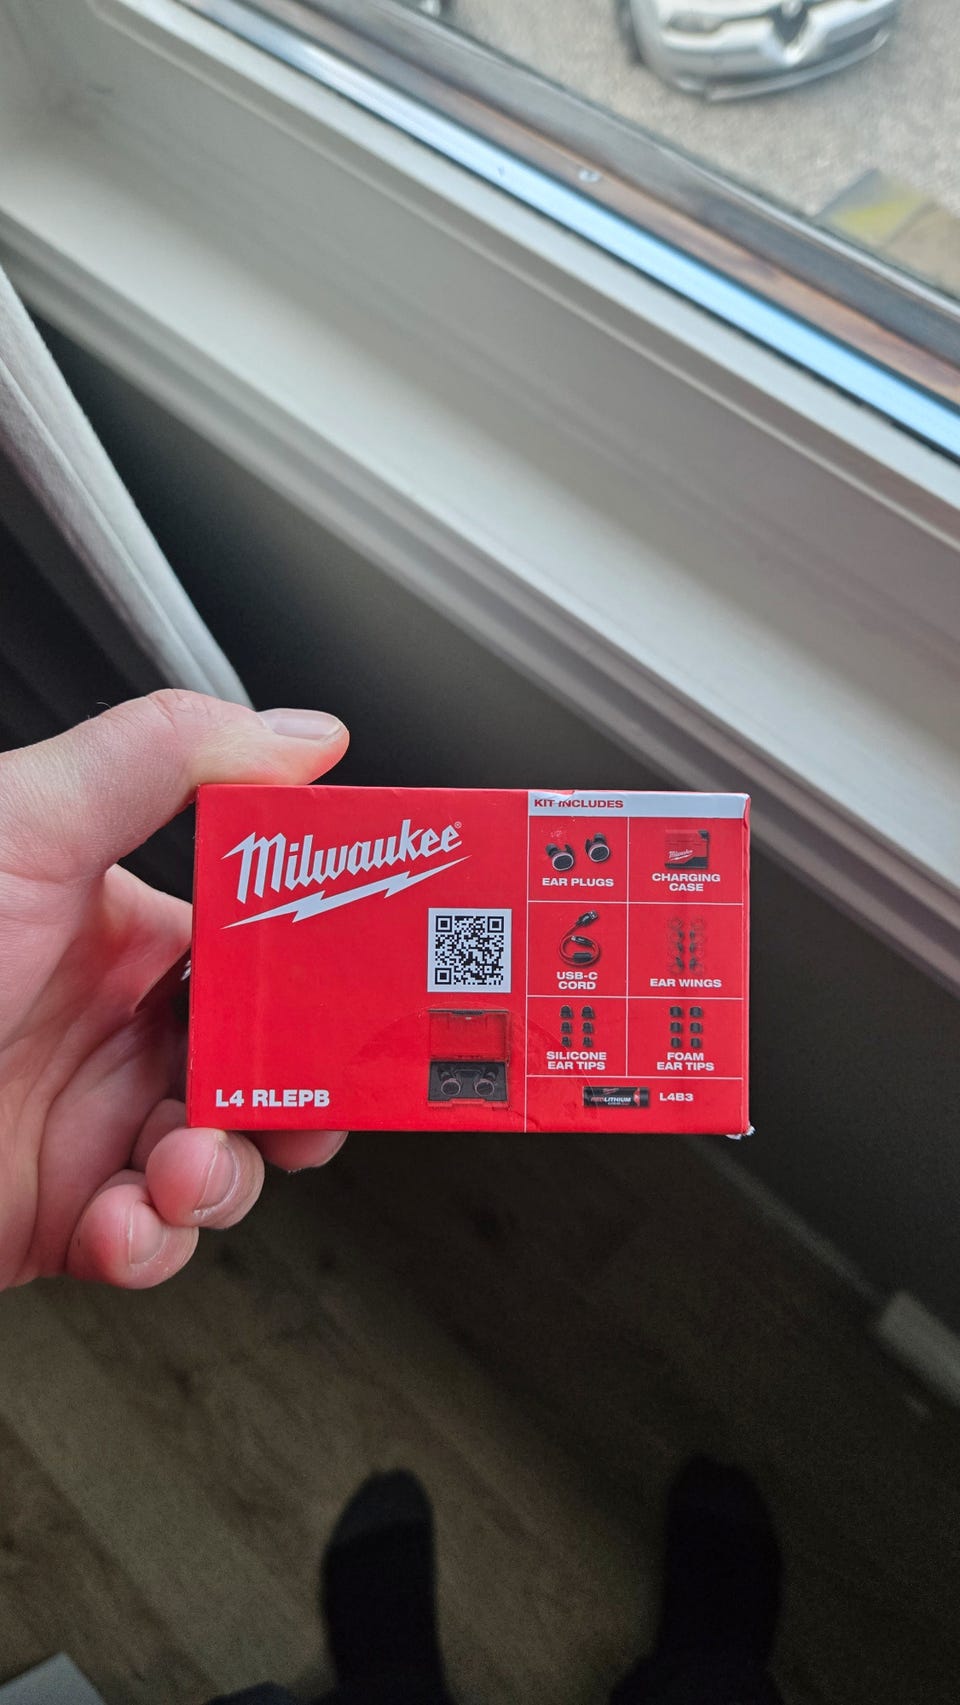 Milwaukee®
L4 RLEPB
KIT INCLUDES
EAR PLUGS
CHARGING
CASE
USB-C
CORD
EAR WINGS
SILICONE
EAR TIPS
FOAM
EAR TIPS
REDLITHIUM
L4B3